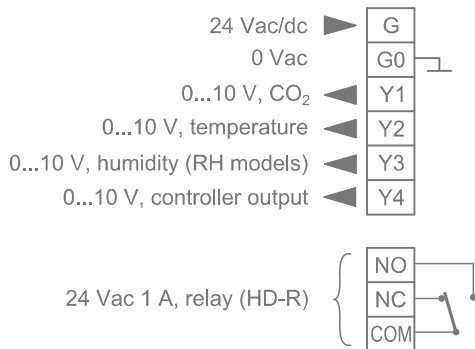 24 Vac/dc G
0 Vac G0
0...10 V, CO₂ Y1
0...10 V, temperature Y2
0...10 V, humidity (RH models) Y3
0...10 V, controller output Y4
NO
24 Vac 1 A, relay (HD-R) NC
COM